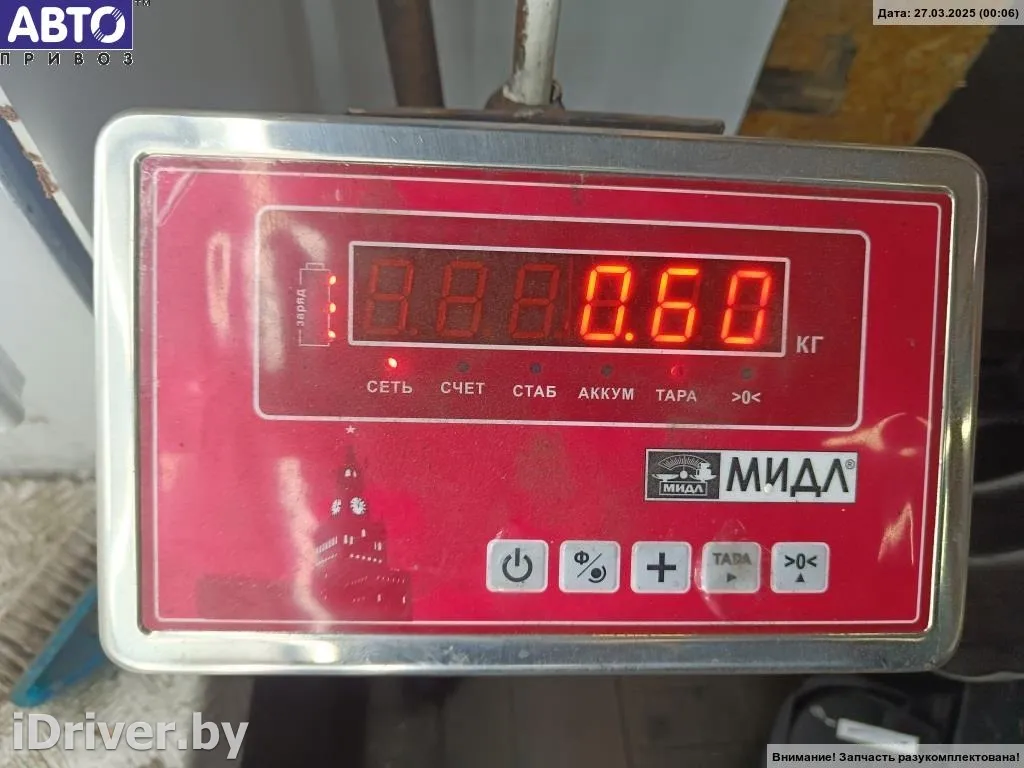 АВТО™
ПРИВОЗ
Дата: 27.03.2025 (00:06)
заряд
0.60
КГ
СЕТЬ СЧЕТ СТАБ АККУМ ТАРА >0<
МИДЛ МИДЛ®
Ф/ + ТАРА >0<
iDriver.by
Внимание! Запчасть разукомплектована!